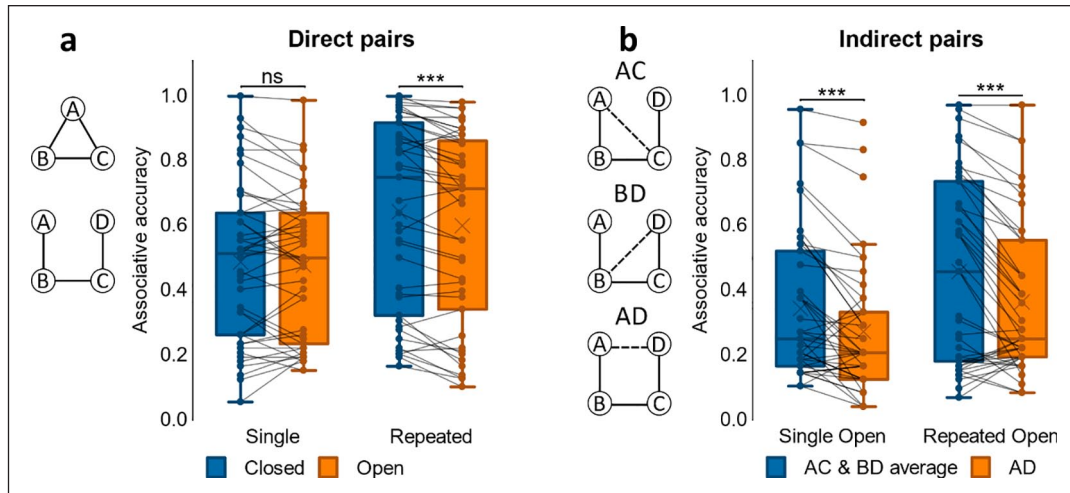 a
Direct pairs
A
B C
A D
B C
Associative accuracy
1.0
0.8
0.6
0.4
0.2
0.0
ns
***
Single
Repeated
Closed
Open
b
Indirect pairs
AC
A D
B C
BD
A D
B C
AD
A D
B C
Associative accuracy
1.0
0.8
0.6
0.4
0.2
0.0
***
***
Single Open
Repeated Open
AC & BD average
AD